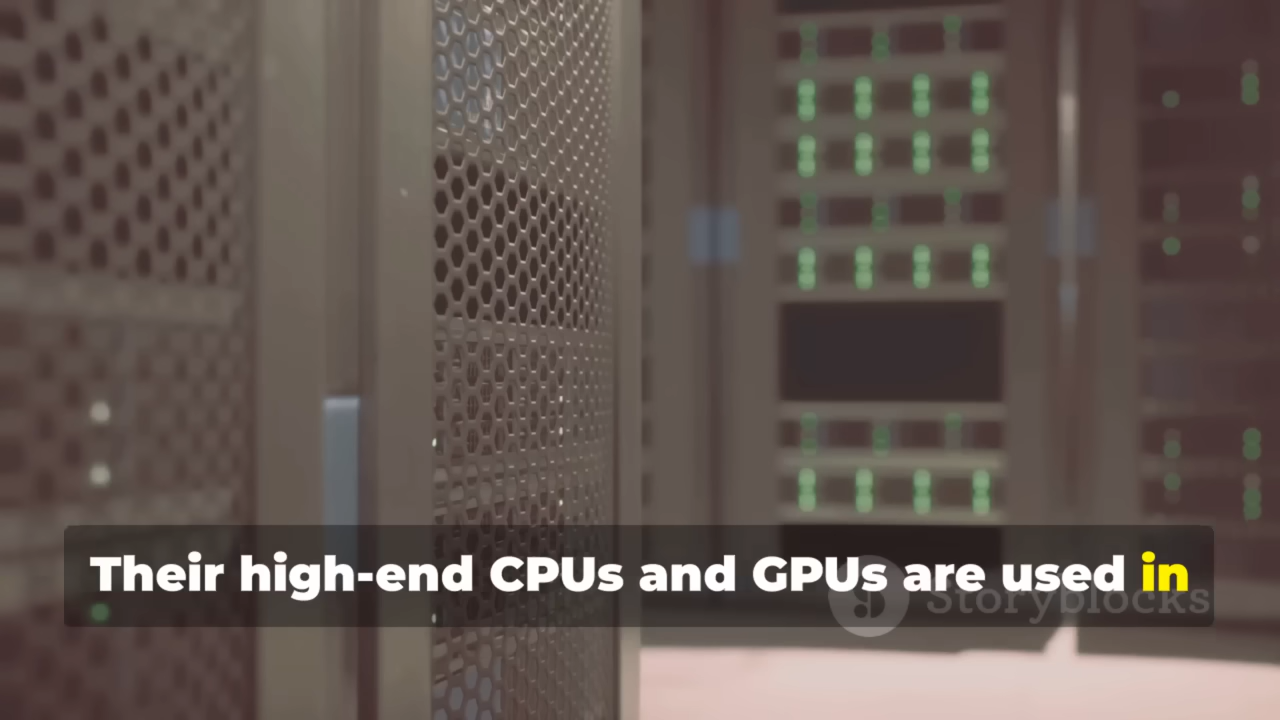 Their high-end CPUs and GPUs are used in
Storyblocks